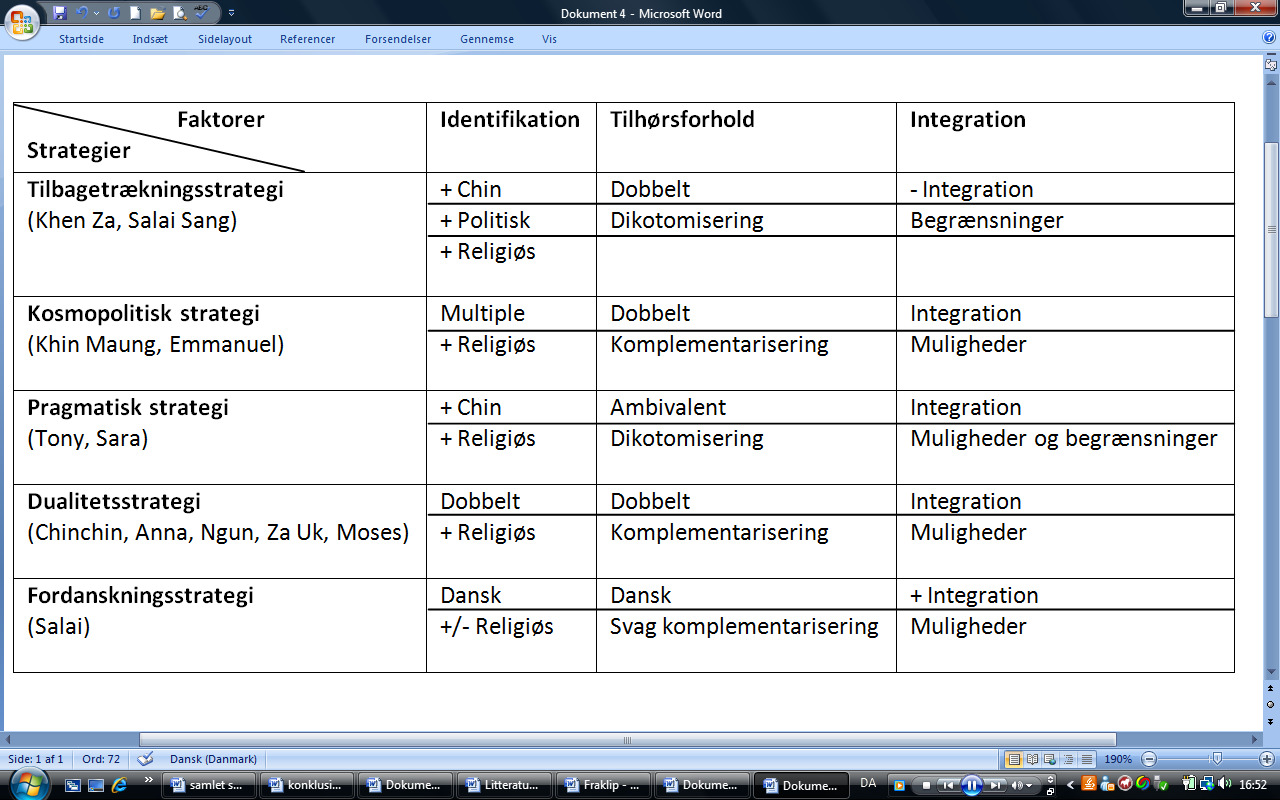 Dokument 4 - Microsoft Word
Startside Indsæt Sidelayout Referencer Forsendelser Gennemse Vis
Faktorer Identifikation Tilhørsforhold Integration
Strategier
Tilbagetrækningsstrategi + Chin Dobbelt - Integration
(Khen Za, Salai Sang) + Politisk Dikotomisering Begrænsninger
+ Religiøs
Kosmopolitisk strategi Multiple Dobbelt Integration
(Khin Maung, Emmanuel) + Religiøs Komplementarisering Muligheder
Pragmatisk strategi + Chin Ambivalent Integration
(Tony, Sara) + Religiøs Dikotomisering Muligheder og begrænsninger
Dualitetsstrategi Dobbelt Dobbelt Integration
(Chinchin, Anna, Ngun, Za Uk, Moses) + Religiøs Komplementarisering Muligheder
Fordanskningsstrategi Dansk Dansk + Integration
(Salai) +/- Religiøs Svag komplementarisering Muligheder
Side: 1 af 1 Ord: 72 Dansk (Danmark) 190%
samlet s... konklusi... Dokume... Litteratu... Fraklip - ... Dokume... Dokume... DA 16:52